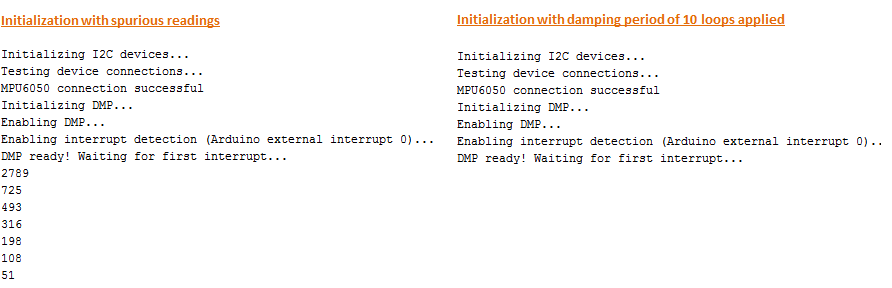 Initialization with spurious readings
Initializing I2C devices...
Testing device connections...
MPU6050 connection successful
Initializing DMP...
Enabling DMP...
Enabling interrupt detection (Arduino external interrupt 0)...
DMP ready! Waiting for first interrupt...
2789
725
493
316
198
108
51
Initialization with damping period of 10 loops applied
Initializing I2C devices...
Testing device connections...
MPU6050 connection successful
Initializing DMP...
Enabling DMP...
Enabling interrupt detection (Arduino external interrupt 0)..
DMP ready! Waiting for first interrupt...